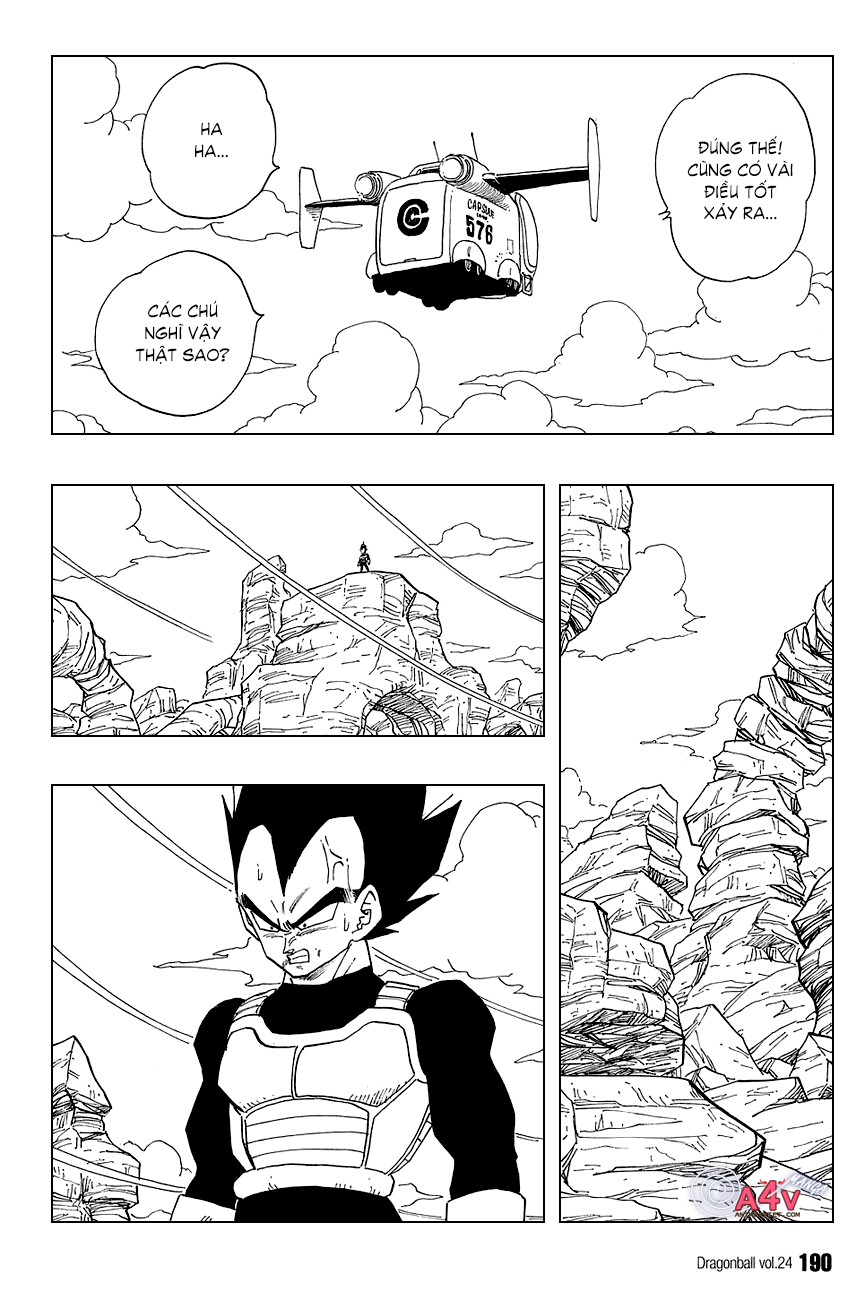 ĐÚNG THẾ!
CŨNG CÓ VÀI
ĐIỀU TỐT
XẢY RA...
HA
HA...
CÁC CHÚ
NGHĨ VẬY
THẬT SAO?
CAPSULE
576
A4V
Dragonball vol.24 190